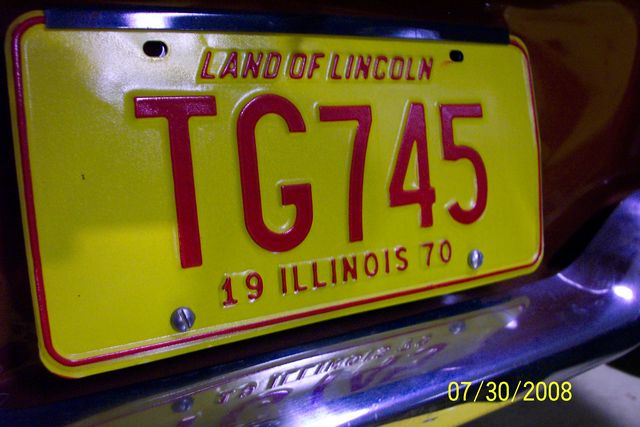 LAND OF LINCOLN
TG745
19 ILLINOIS 70
07/30/2008